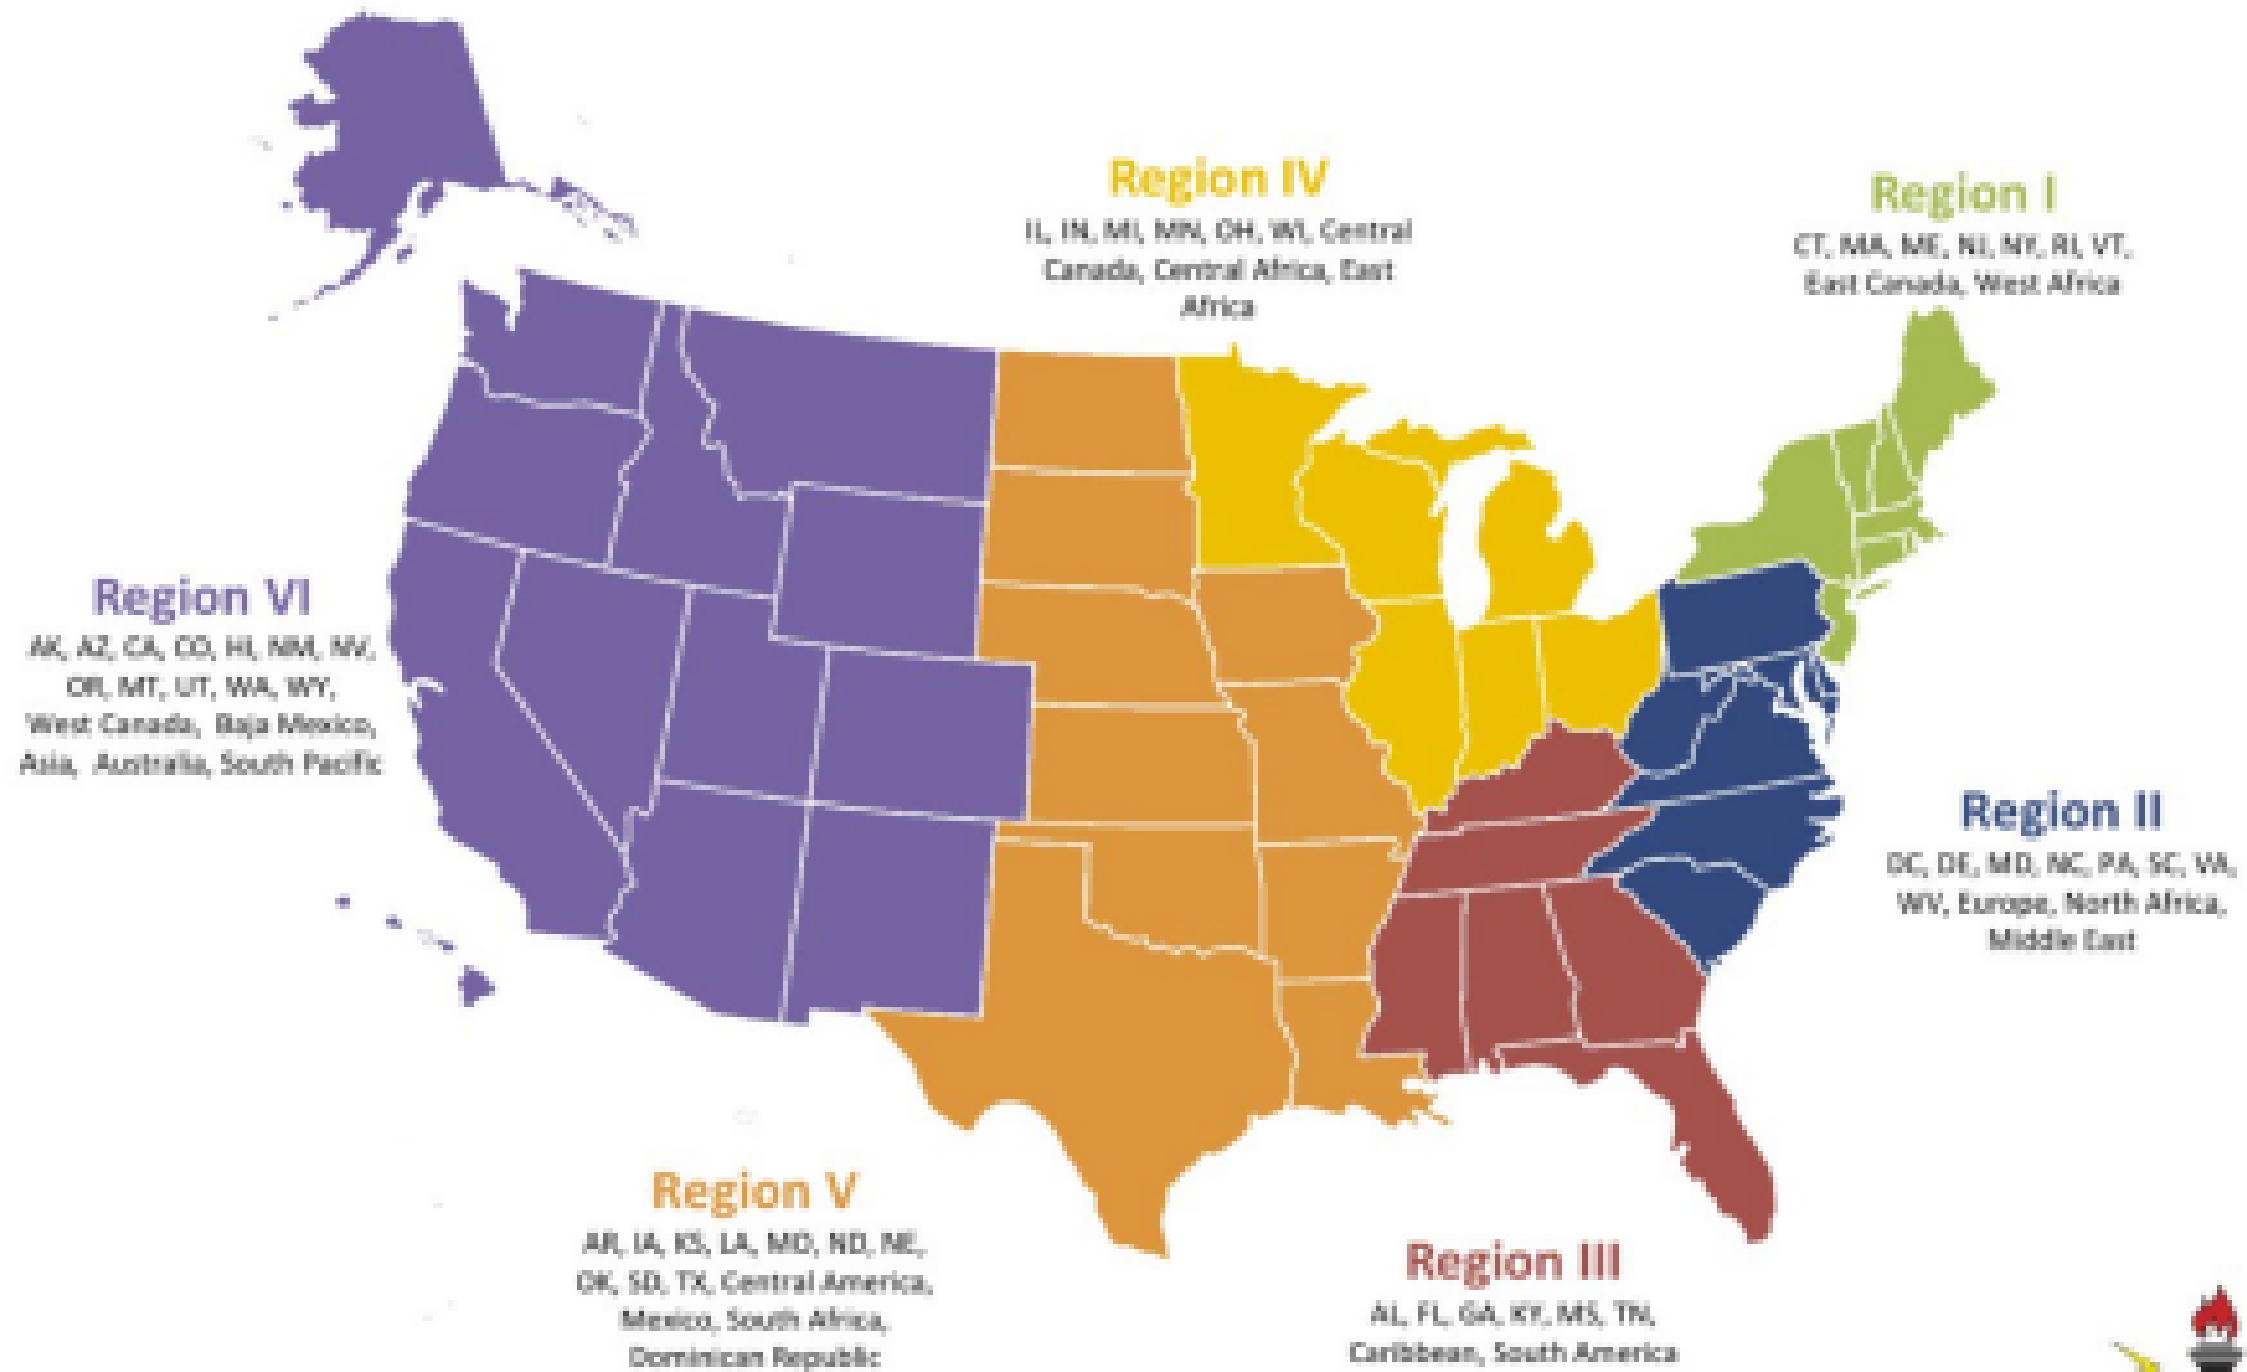 Region IV
IL, IN, MI, MN, OH, WI, Central
Canada, Central Africa, East
Africa
Region I
CT, MA, ME, NJ, NY, RI, VT,
East Canada, West Africa
Region VI
AK, AZ, CA, CO, HI, NM, NV,
OR, MT, UT, WA, WY,
West Canada, Baja Mexico,
Asia, Australia, South Pacific
Region II
DC, DE, MD, NC, PA, SC, VA,
WV, Europe, North Africa,
Middle East
Region V
AR, IA, KS, LA, MO, ND, NE,
OK, SD, TX, Central America,
Mexico, South Africa,
Dominican Republic
Region III
AL, FL, GA, KY, MS, TN,
Caribbean, South America